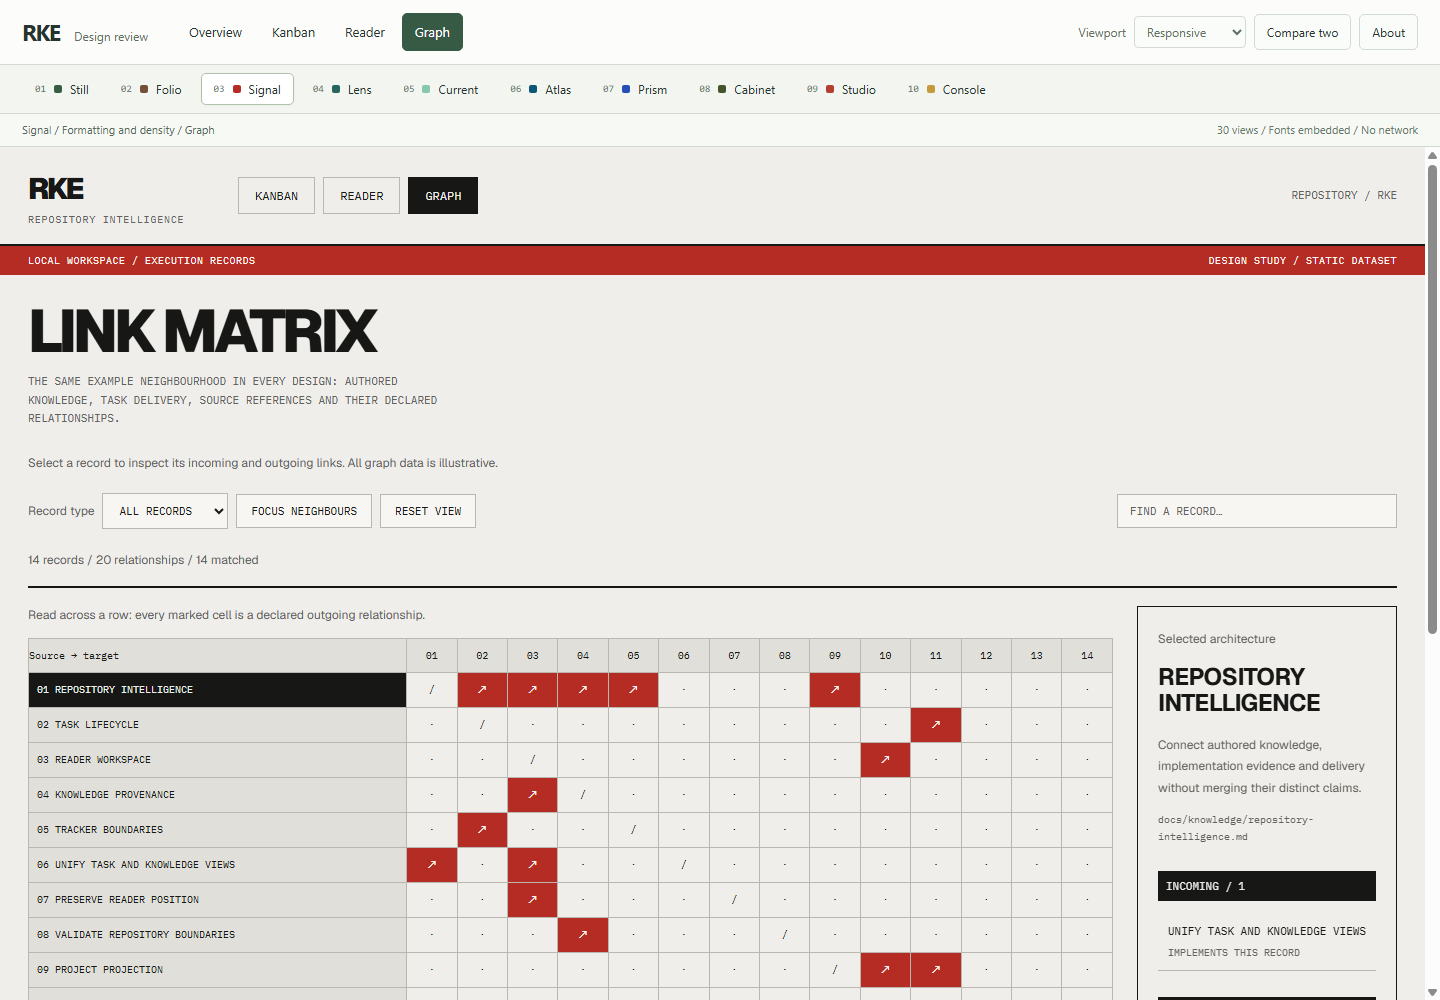 RKE Design review Overview Kanban Reader Graph Viewport Responsive Compare two About
01 Still 02 Folio 03 Signal 04 Lens 05 Current 06 Atlas 07 Prism 08 Cabinet 09 Studio 10 Console
Signal / Formatting and density / Graph 30 views / Fonts embedded / No network
RKE
REPOSITORY INTELLIGENCE
KANBAN READER GRAPH
REPOSITORY / RKE
LOCAL WORKSPACE / EXECUTION RECORDS DESIGN STUDY / STATIC DATASET
LINK MATRIX
THE SAME EXAMPLE NEIGHBOURHOOD IN EVERY DESIGN: AUTHORED
KNOWLEDGE, TASK DELIVERY, SOURCE REFERENCES AND THEIR DECLARED
RELATIONSHIPS.
Select a record to inspect its incoming and outgoing links. All graph data is illustrative.
Record type ALL RECORDS FOCUS NEIGHBOURS RESET VIEW FIND A RECORD…
14 records / 20 relationships / 14 matched
Read across a row: every marked cell is a declared outgoing relationship.
Source → target 01 02 03 04 05 06 07 08 09 10 11 12 13 14
01 REPOSITORY INTELLIGENCE / ↗ ↗ ↗ ↗ · · · ↗ · · · · ·
02 TASK LIFECYCLE · / · · · · · · · · ↗ · · ·
03 READER WORKSPACE · · / · · · · · · ↗ · · · ·
04 KNOWLEDGE PROVENANCE · · ↗ / · · · · · · · · · ·
05 TRACKER BOUNDARIES · ↗ · · / · · · · · · · · ·
06 UNIFY TASK AND KNOWLEDGE VIEWS ↗ · ↗ · · / · · · · · · · ·
07 PRESERVE READER POSITION · · ↗ · · · / · · · · · · ·
08 VALIDATE REPOSITORY BOUNDARIES · · · ↗ · · · / · · · · · ·
09 PROJECT PROJECTION · · · · · · · · / ↗ ↗ · · ·
Selected architecture
REPOSITORY
INTELLIGENCE
Connect authored knowledge,
implementation evidence and delivery
without merging their distinct claims.
docs/knowledge/repository-
intelligence.md
INCOMING / 1
UNIFY TASK AND KNOWLEDGE VIEWS
IMPLEMENTS THIS RECORD